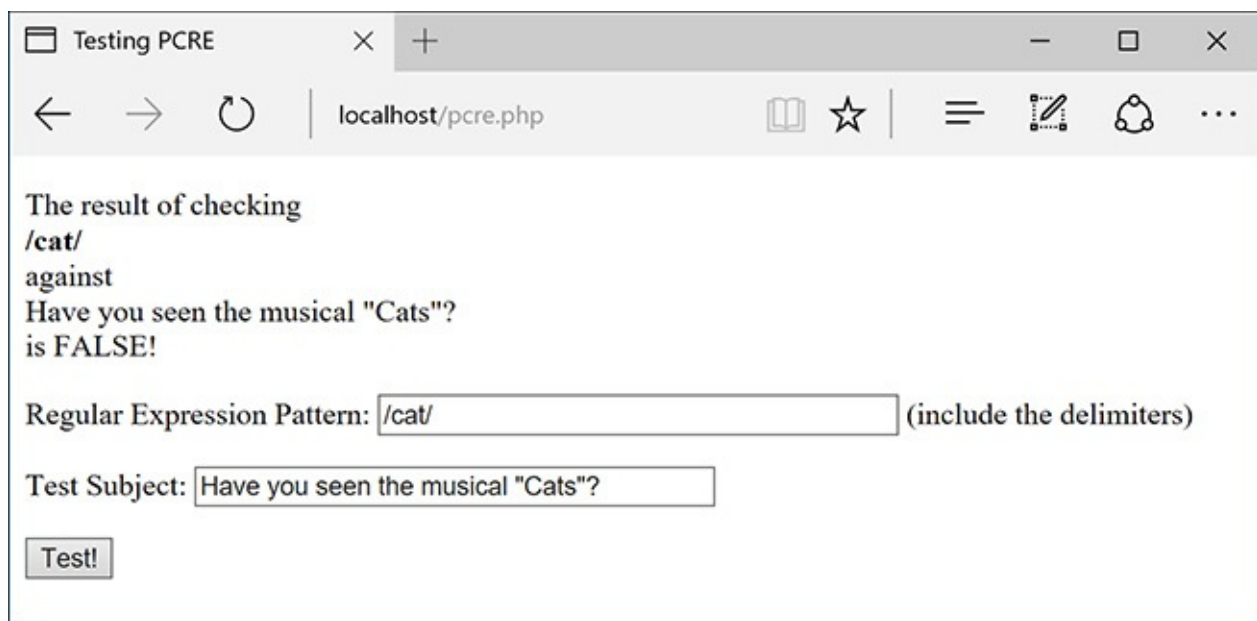 Testing PCRE
localhost/pcre.php
The result of checking
/cat/
against
Have you seen the musical "Cats"?
is FALSE!
Regular Expression Pattern: /cat/ (include the delimiters)
Test Subject: Have you seen the musical "Cats"?
Test!